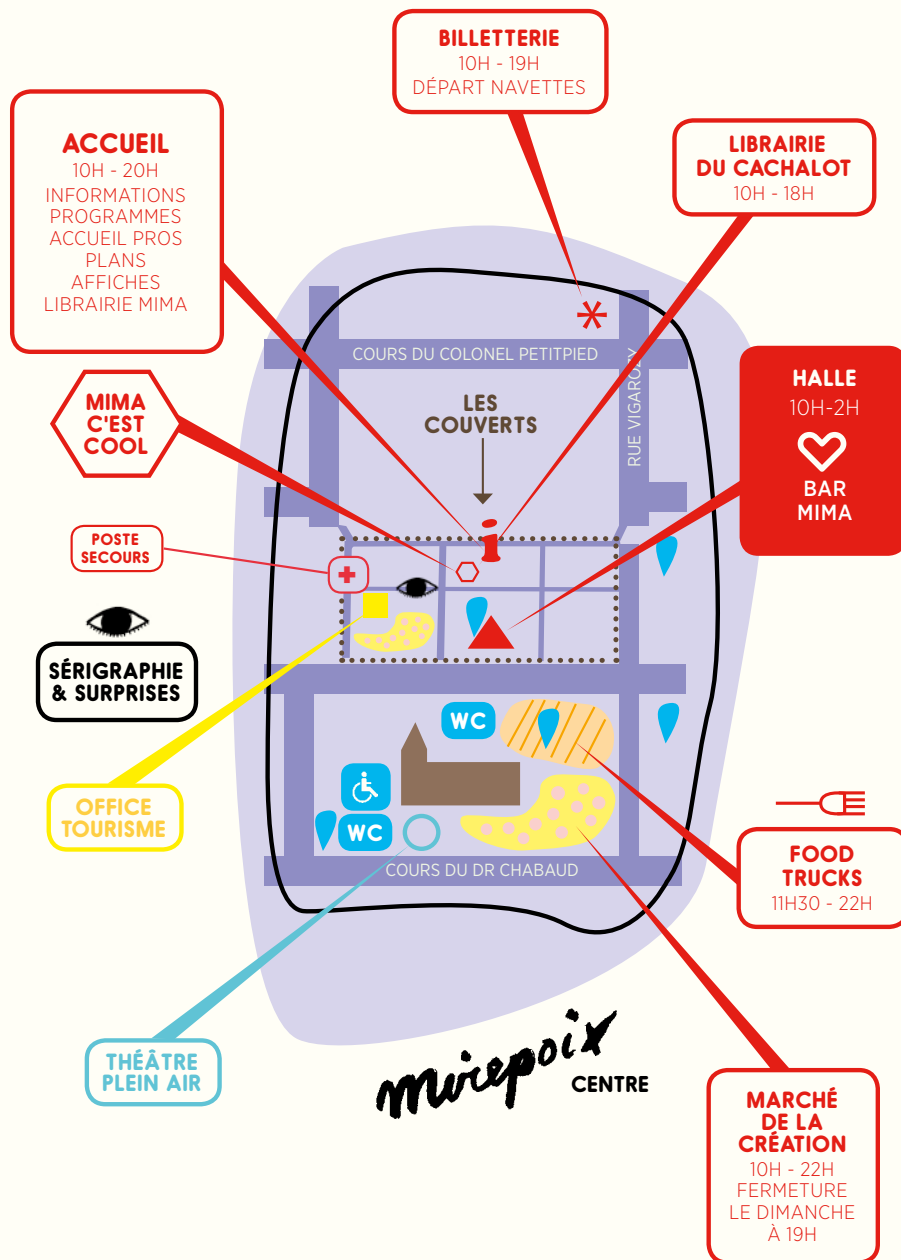 BILLETTERIE
10H - 19H
DÉPART NAVETTES
ACCUEIL
10H - 20H
INFORMATIONS
PROGRAMMES
ACCUEIL PROS
PLANS
AFFICHES
LIBRAIRIE MIMA
LIBRAIRIE
DU CACHALOT
10H - 18H
COURS DU COLONEL PETITPIED
RUE VIGAROZY
MIMA
C'EST
COOL
LES
COUVERTS
HALLE
10H-2H
BAR
MIMA
POSTE
SECOURS
SÉRIGRAPHIE
& SURPRISES
WC
OFFICE
TOURISME
WC
COURS DU DR CHABAUD
FOOD
TRUCKS
11H30 - 22H
THÉÂTRE
PLEIN AIR
mirepoix
CENTRE
MARCHÉ
DE LA
CRÉATION
10H - 22H
FERMETURE
LE DIMANCHE
À 19H